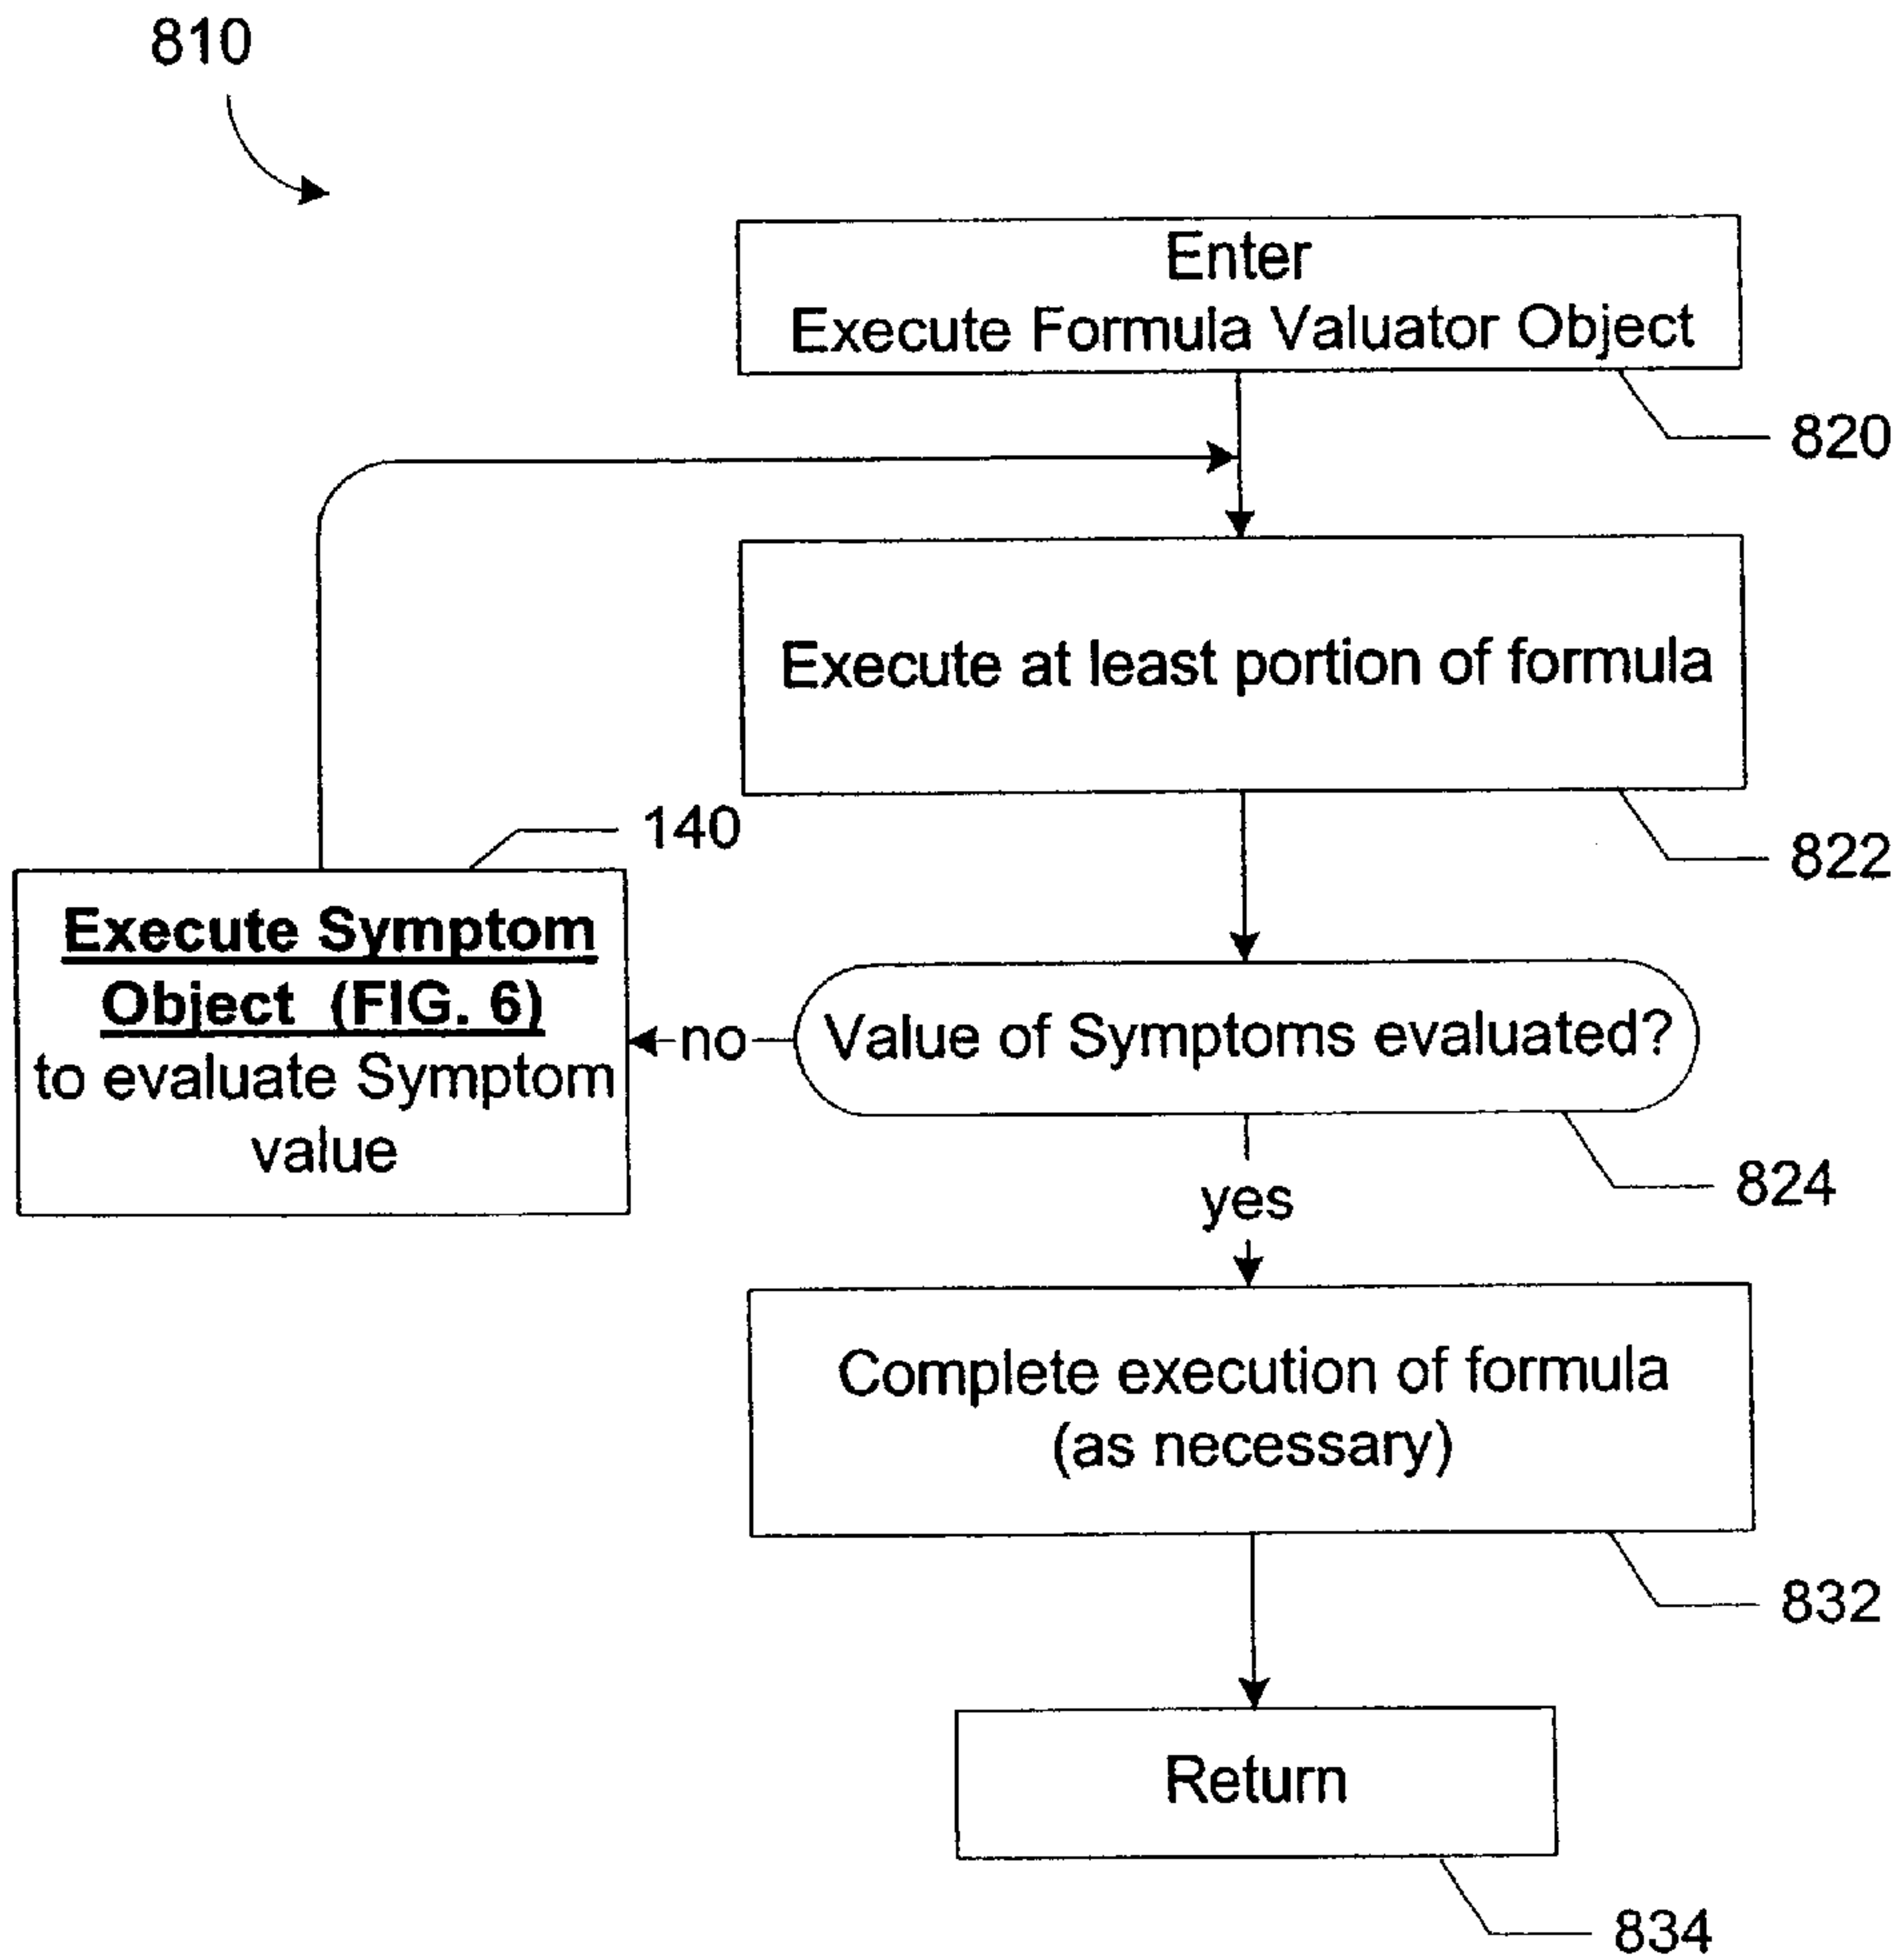 810
Enter
Execute Formula Valuator Object
820
Execute at least portion of formula
822
140
Execute Symptom
Object (FIG. 6)
to evaluate Symptom
value
no
Value of Symptoms evaluated?
824
yes
Complete execution of formula
(as necessary)
832
Return
834